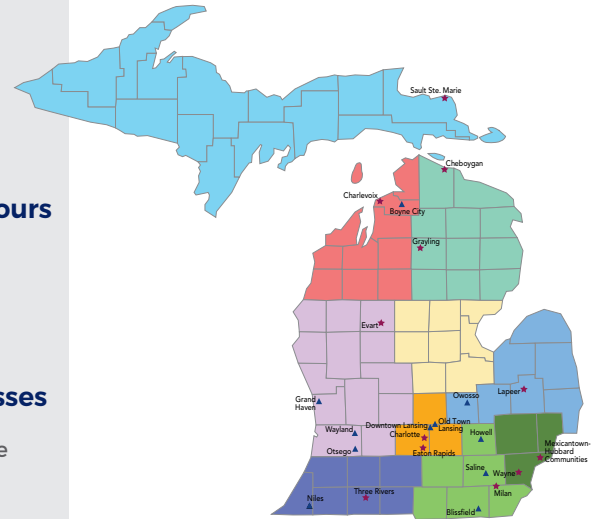 ours
sses
e
Sault Ste. Marie
Cheboygan
Charlevoix
Boyne City
Grayling
Evart
Grand
Haven
Owosso
Lapeer
Wayland
Downtown Lansing
Old Town
Lansing
Charlotte
Howell
Otsego
Eaton Rapids
Mexicantown-
Hubbard
Communities
Saline
Wayne
Niles
Three Rivers
Milan
Blissfield